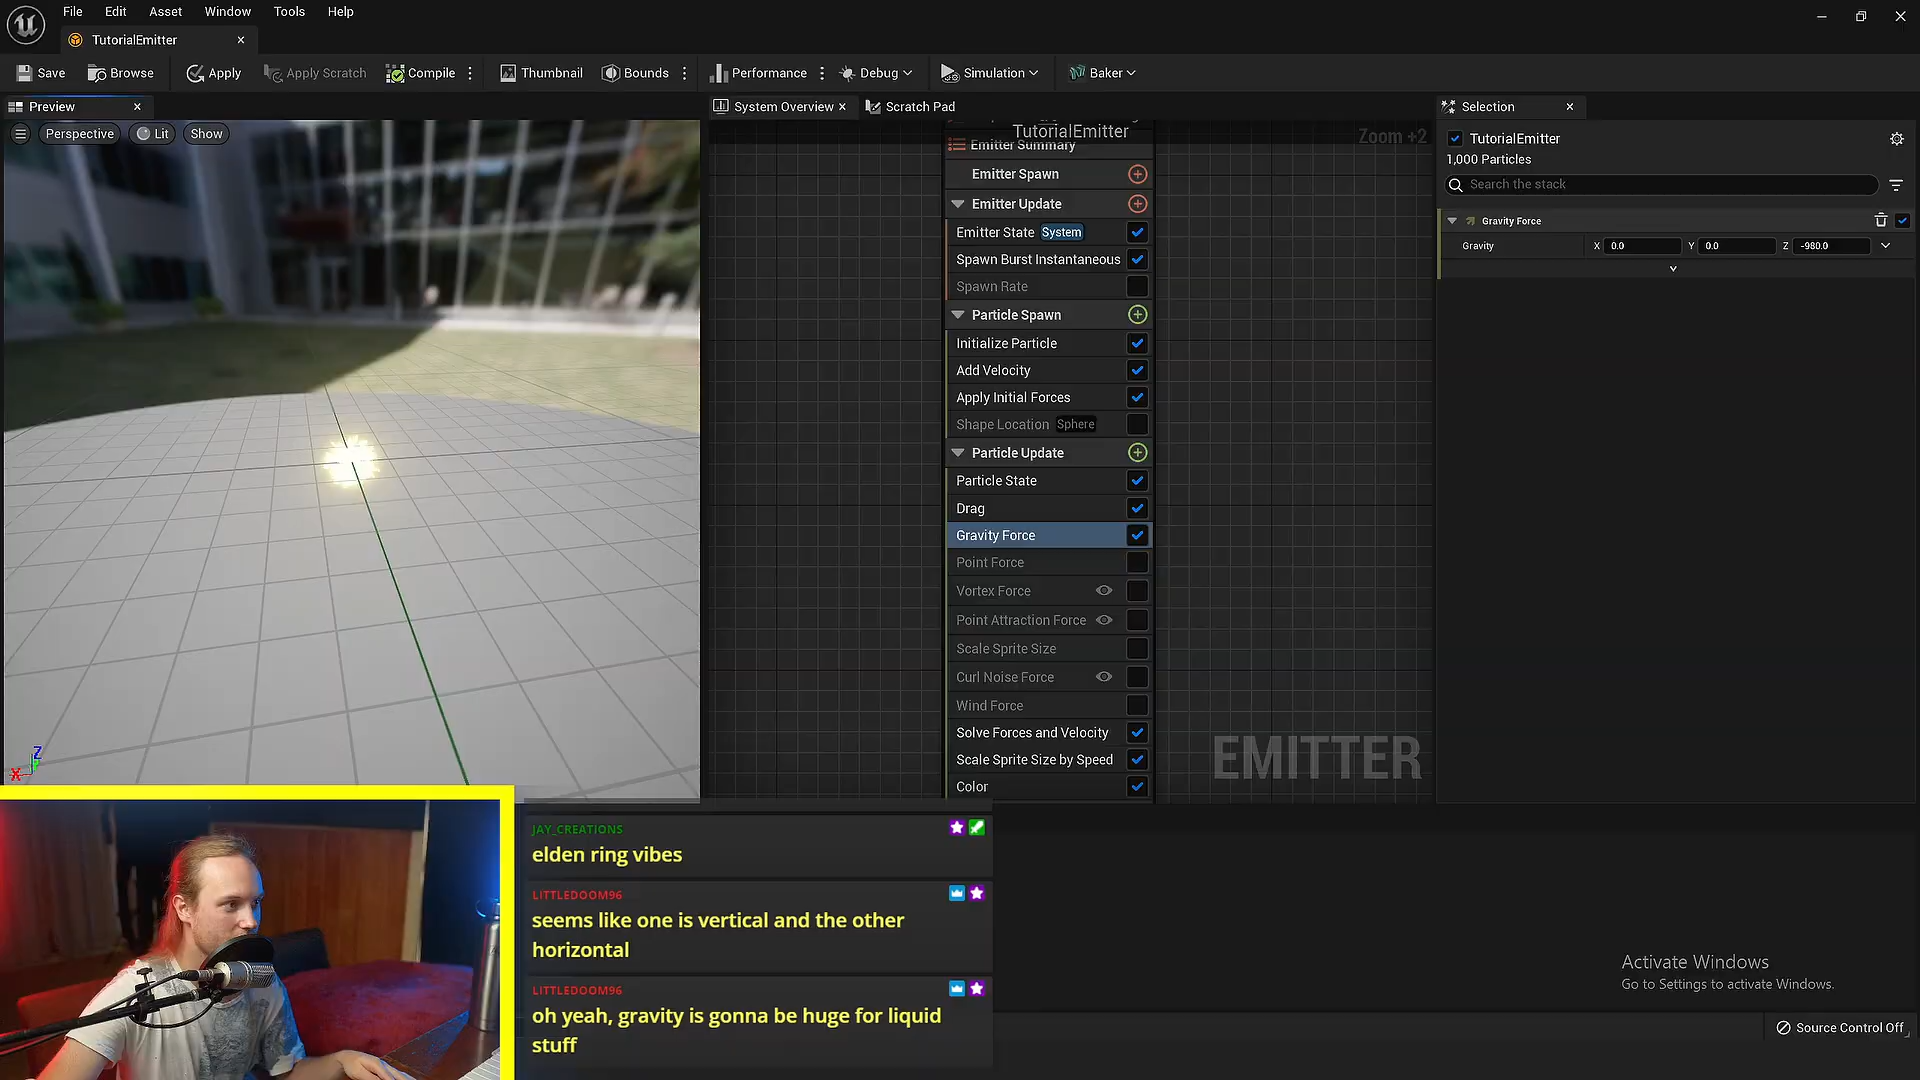 File Edit Asset Window Tools Help
TutorialEmitter
Save Browse Apply Apply Scratch Compile Thumbnail Bounds Performance Debug Simulation Baker
Preview
Perspective Lit Show
System Overview Scratch Pad
TutorialEmitter
Zoom +2
Emitter Summary
Emitter Spawn
Emitter Update
Emitter State System
Spawn Burst Instantaneous
Spawn Rate
Particle Spawn
Initialize Particle
Add Velocity
Apply Initial Forces
Shape Location Sphere
Particle Update
Particle State
Drag
Gravity Force
Point Force
Vortex Force
Point Attraction Force
Scale Sprite Size
Curl Noise Force
Wind Force
Solve Forces and Velocity
Scale Sprite Size by Speed
Color
EMITTER
Selection
TutorialEmitter
1,000 Particles
Search the stack
Gravity Force
Gravity X 0.0 Y 0.0 Z -980.0
Z
X
JAY_CREATIONS
elden ring vibes
LITTLEDOOM96
seems like one is vertical and the other
horizontal
LITTLEDOOM96
oh yeah, gravity is gonna be huge for liquid
stuff
Activate Windows
Go to Settings to activate Windows.
Source Control Off